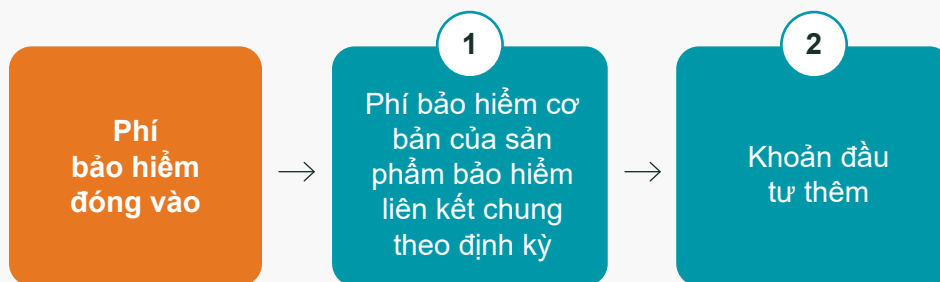 Phí
bảo hiểm
đóng vào
1
Phí bảo hiểm cơ
bản của sản
phẩm bảo hiểm
liên kết chung
theo định kỳ
2
Khoản đầu
tư thêm